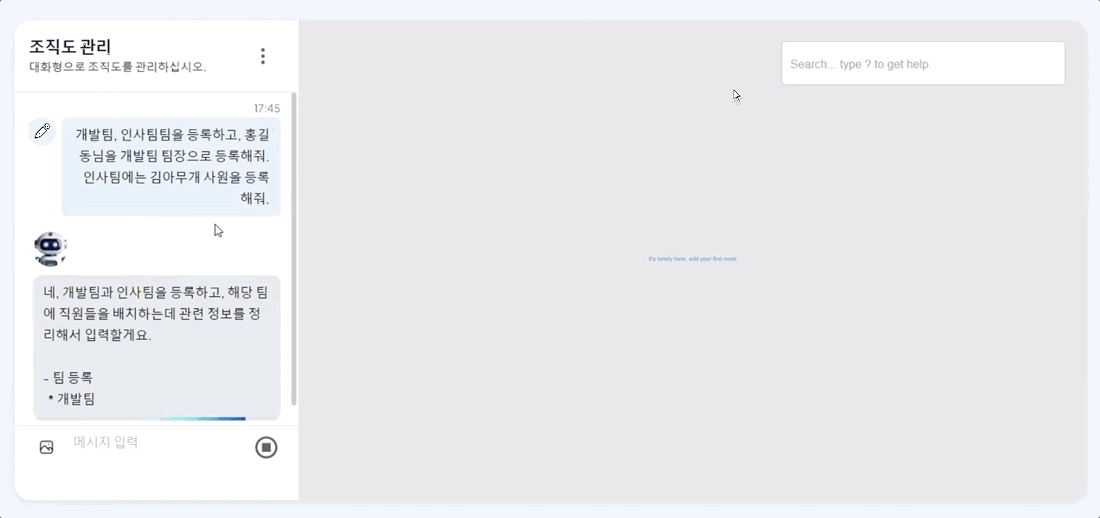 조직도 관리
대화형으로 조직도를 관리하십시오.
Search... type ? to get help.
17:45
개발팀, 인사팀팀을 등록하고, 홍길
동님을 개발팀 팀장으로 등록해줘.
인사팀에는 김아무개 사원을 등록
해줘.
It's lonely here, add your first node
네, 개발팀과 인사팀을 등록하고, 해당 팀
에 직원들을 배치하는데 관련 정보를 정
리해서 입력할게요.
- 팀 등록
* 개발팀
메시지 입력